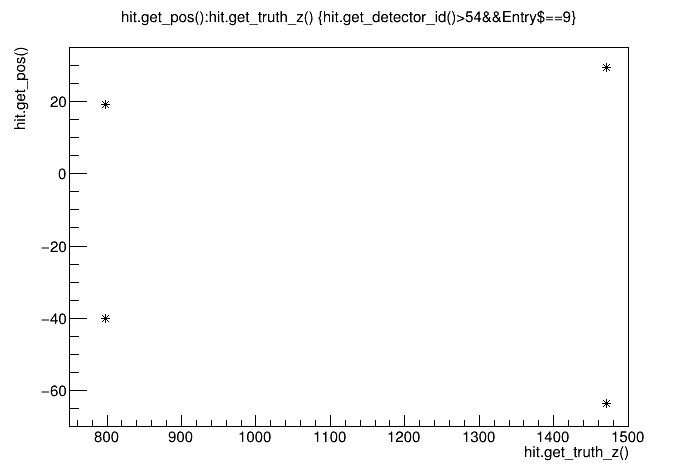 hit.get_pos():hit.get_truth_z() {hit.get_detector_id()>54&&Entry$==9}
hit.get_pos()
20
0
−20
−40
−60
800 900 1000 1100 1200 1300 1400 1500
hit.get_truth_z()